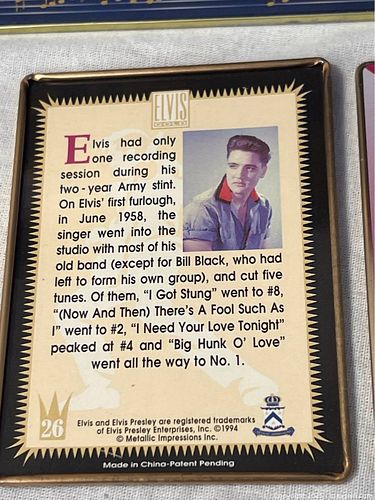 ELVIS
GOLD
Elvis had only
one recording
session during his
two-year Army stint.
On Elvis' first furlough,
in June 1958, the
singer went into the
studio with most of his
old band (except for Bill Black, who had
left to form his own group), and cut five
tunes. Of them, "I Got Stung" went to #8,
"(Now And Then) There's A Fool Such As
I" went to #2, "I Need Your Love Tonight"
peaked at #4 and "Big Hunk O' Love"
went all the way to No. 1.
26
Elvis and Elvis Presley are registered trademarks
of Elvis Presley Enterprises, Inc. ©1994
© Metallic Impressions Inc.
Made in China-Patent Pending